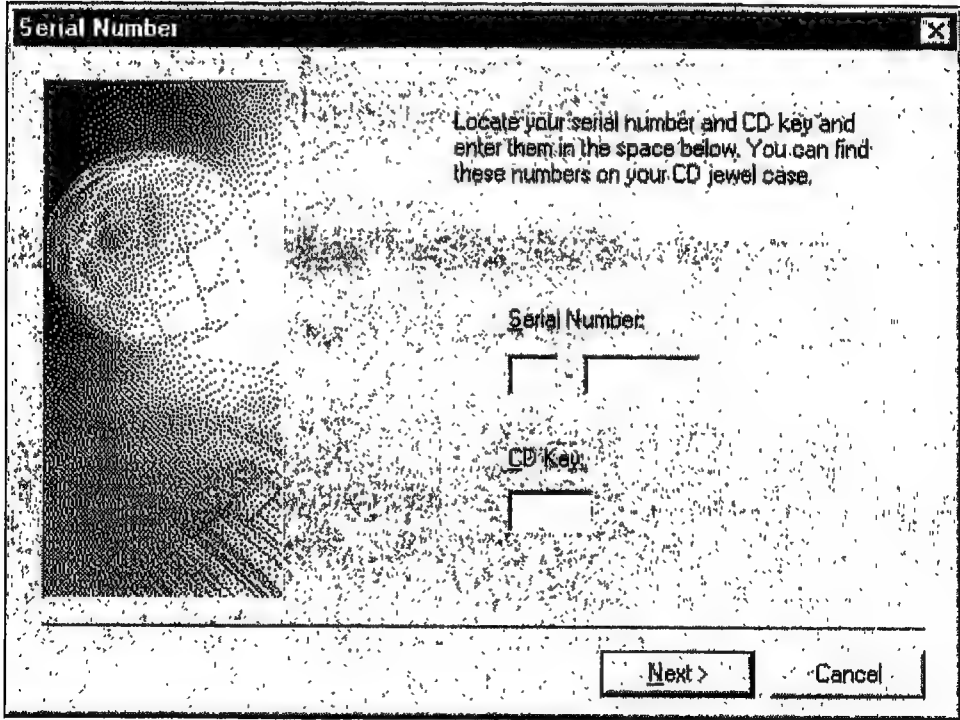 Serial Number
Locate your serial number and CD key and
enter them in the space below. You can find
these numbers on your CD jewel case.
Serial Number:
-
CD Key:
Next >
Cancel